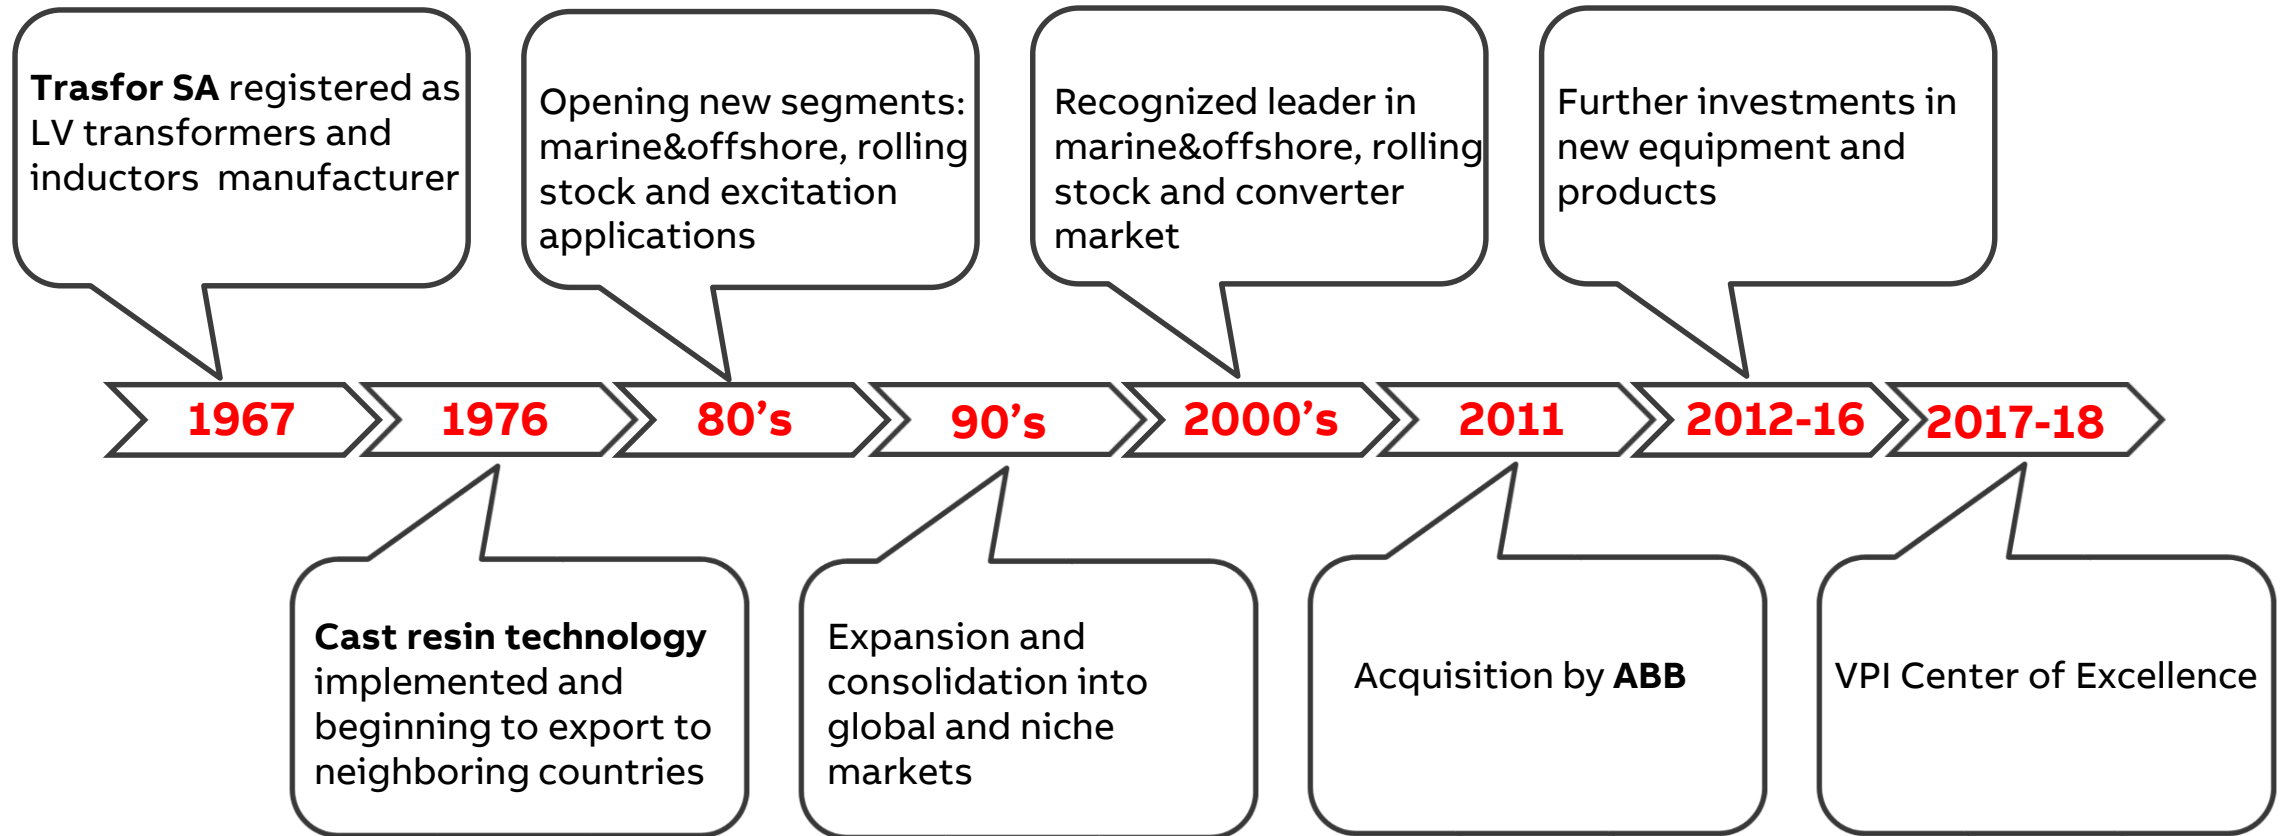 Trasfor SA registered as
LV transformers and
inductors  manufacturer
Opening new segments:
marine&offshore, rolling
stock and excitation
applications
Recognized leader in
marine&offshore, rolling
stock and converter
market
Further investments in
new equipment and
products
1967
1976
80’s
90’s
2000’s
2011
2012-16
2017-18
Cast resin technology
implemented and
beginning to export to
neighboring countries
Expansion and
consolidation into
global and niche
markets
Acquisition by ABB
VPI Center of Excellence